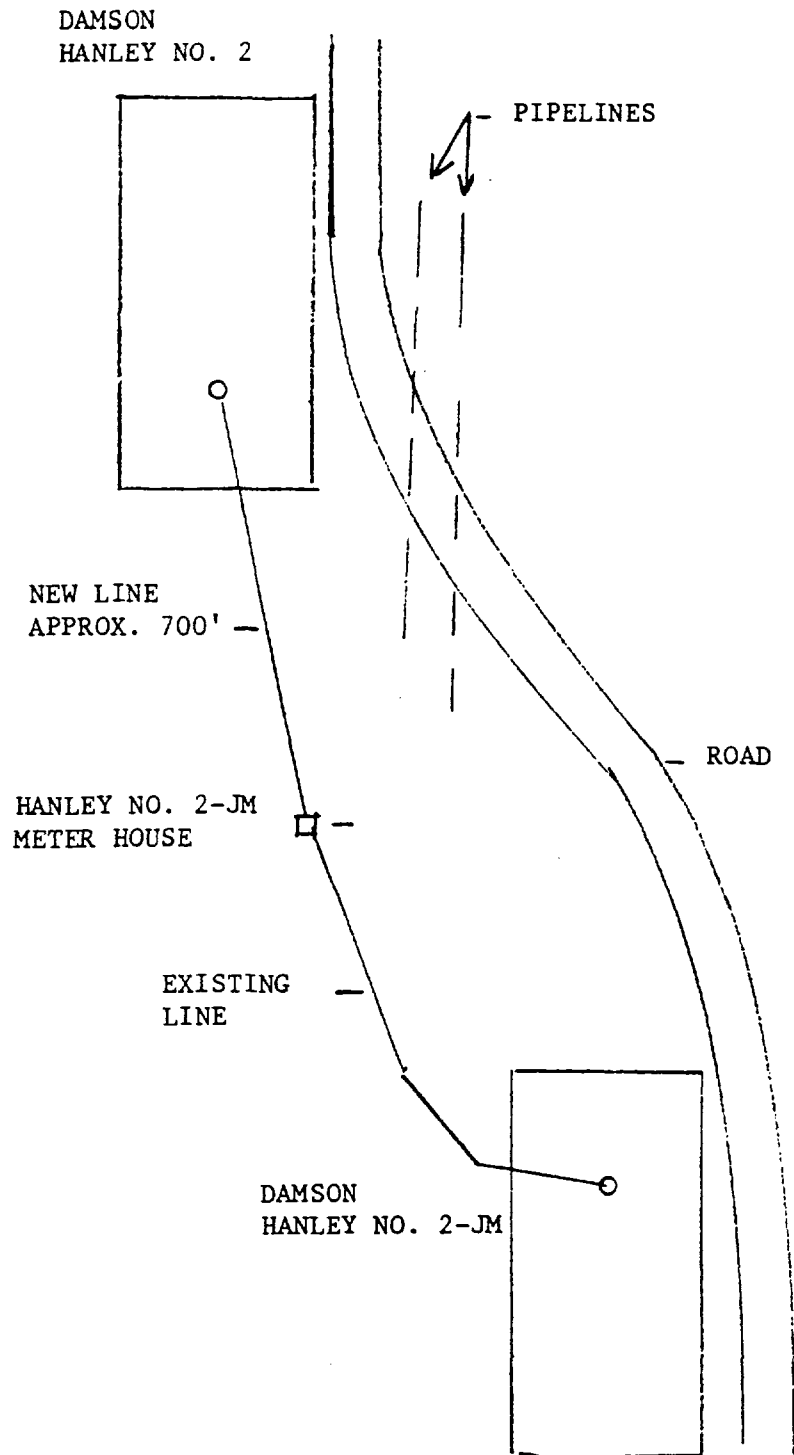 DAMSON
HANLEY NO. 2
PIPELINES
NEW LINE
APPROX. 700'
ROAD
HANLEY NO. 2-JM
METER HOUSE
EXISTING
LINE
DAMSON
HANLEY NO. 2-JM